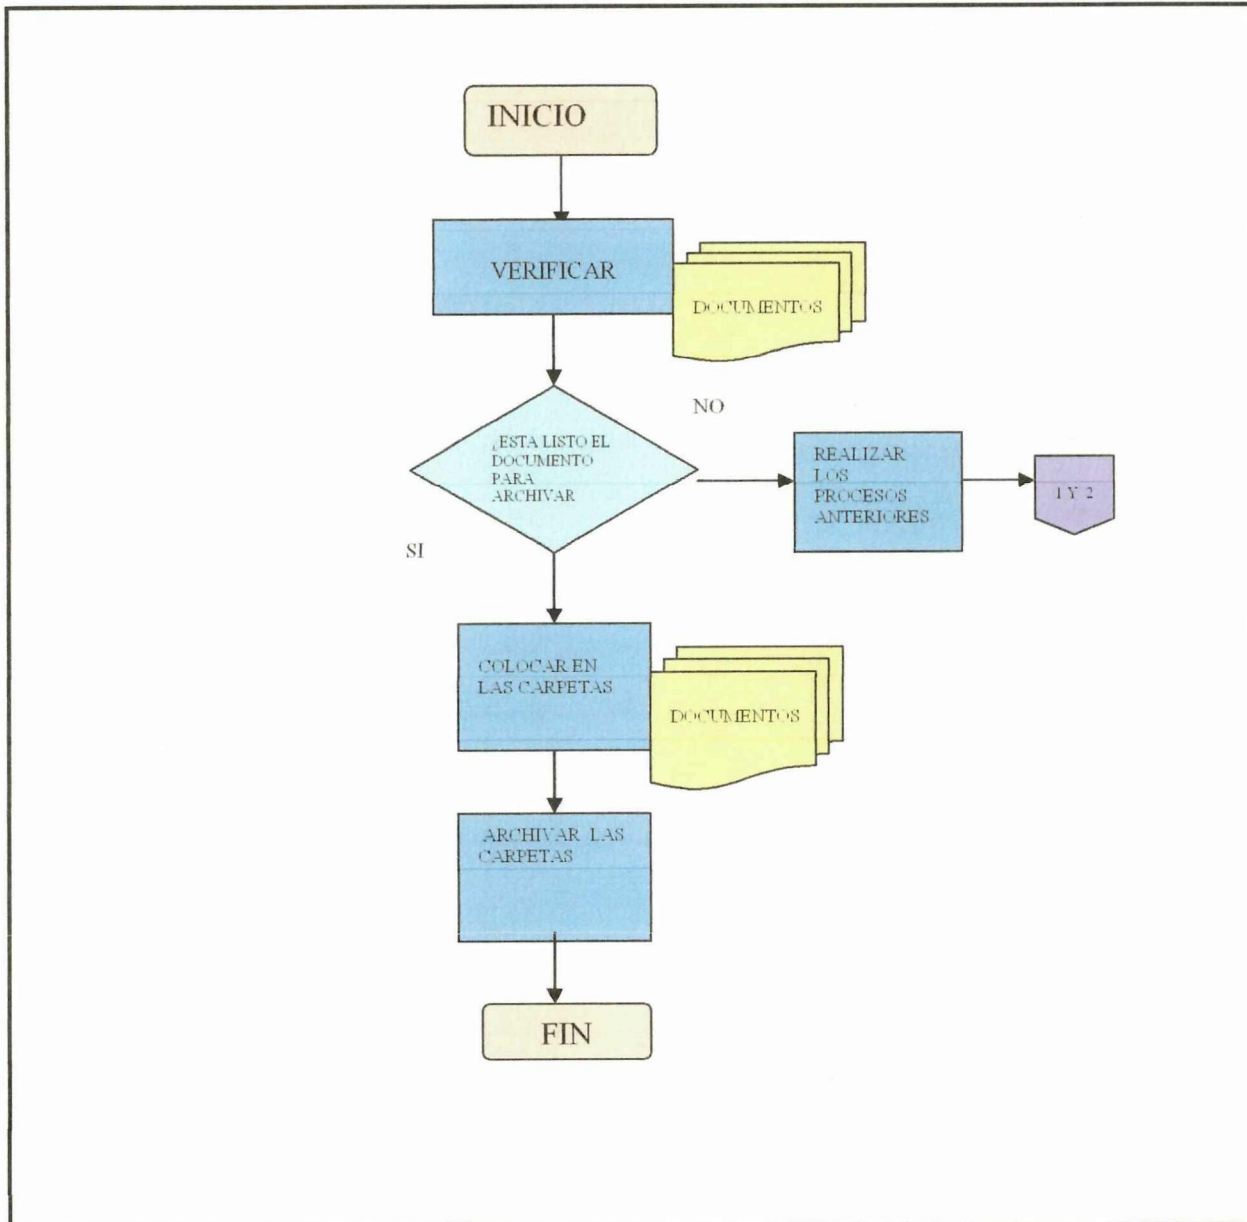 INICIO
VERIFICAR
DOCUMENTOS
NO
¿ESTA LISTO EL
DOCUMENTO
PARA
ARCHIVAR
REALIZAR
LOS
PROCESOS
ANTERIORES
1 Y 2
SI
COLOCAR EN
LAS CARPETAS
DOCUMENTOS
ARCHIVAR LAS
CARPETAS
FIN